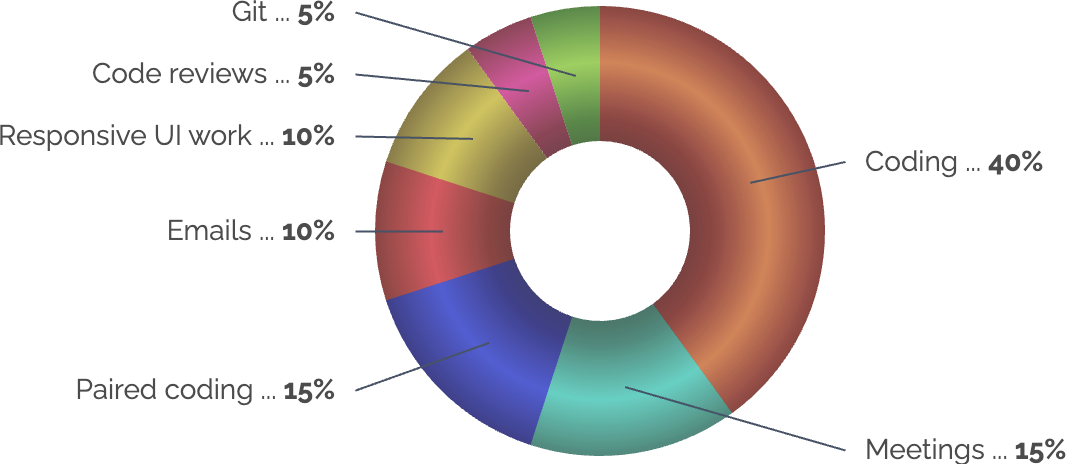 Git ... 5%
Code reviews ... 5%
Responsive UI work ... 10%
Coding ... 40%
Emails ... 10%
Paired coding ... 15%
Meetings ... 15%